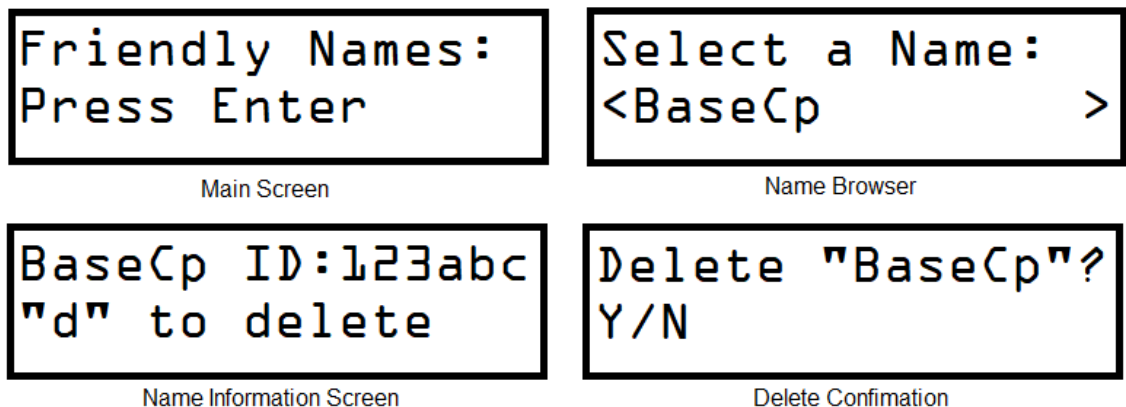 Friendly Names:
Press Enter
Main Screen
Select a Name:
<BaseCp >
Name Browser
BaseCp ID:123abc
"d" to delete
Name Information Screen
Delete "BaseCp"?
Y/N
Delete Confimation